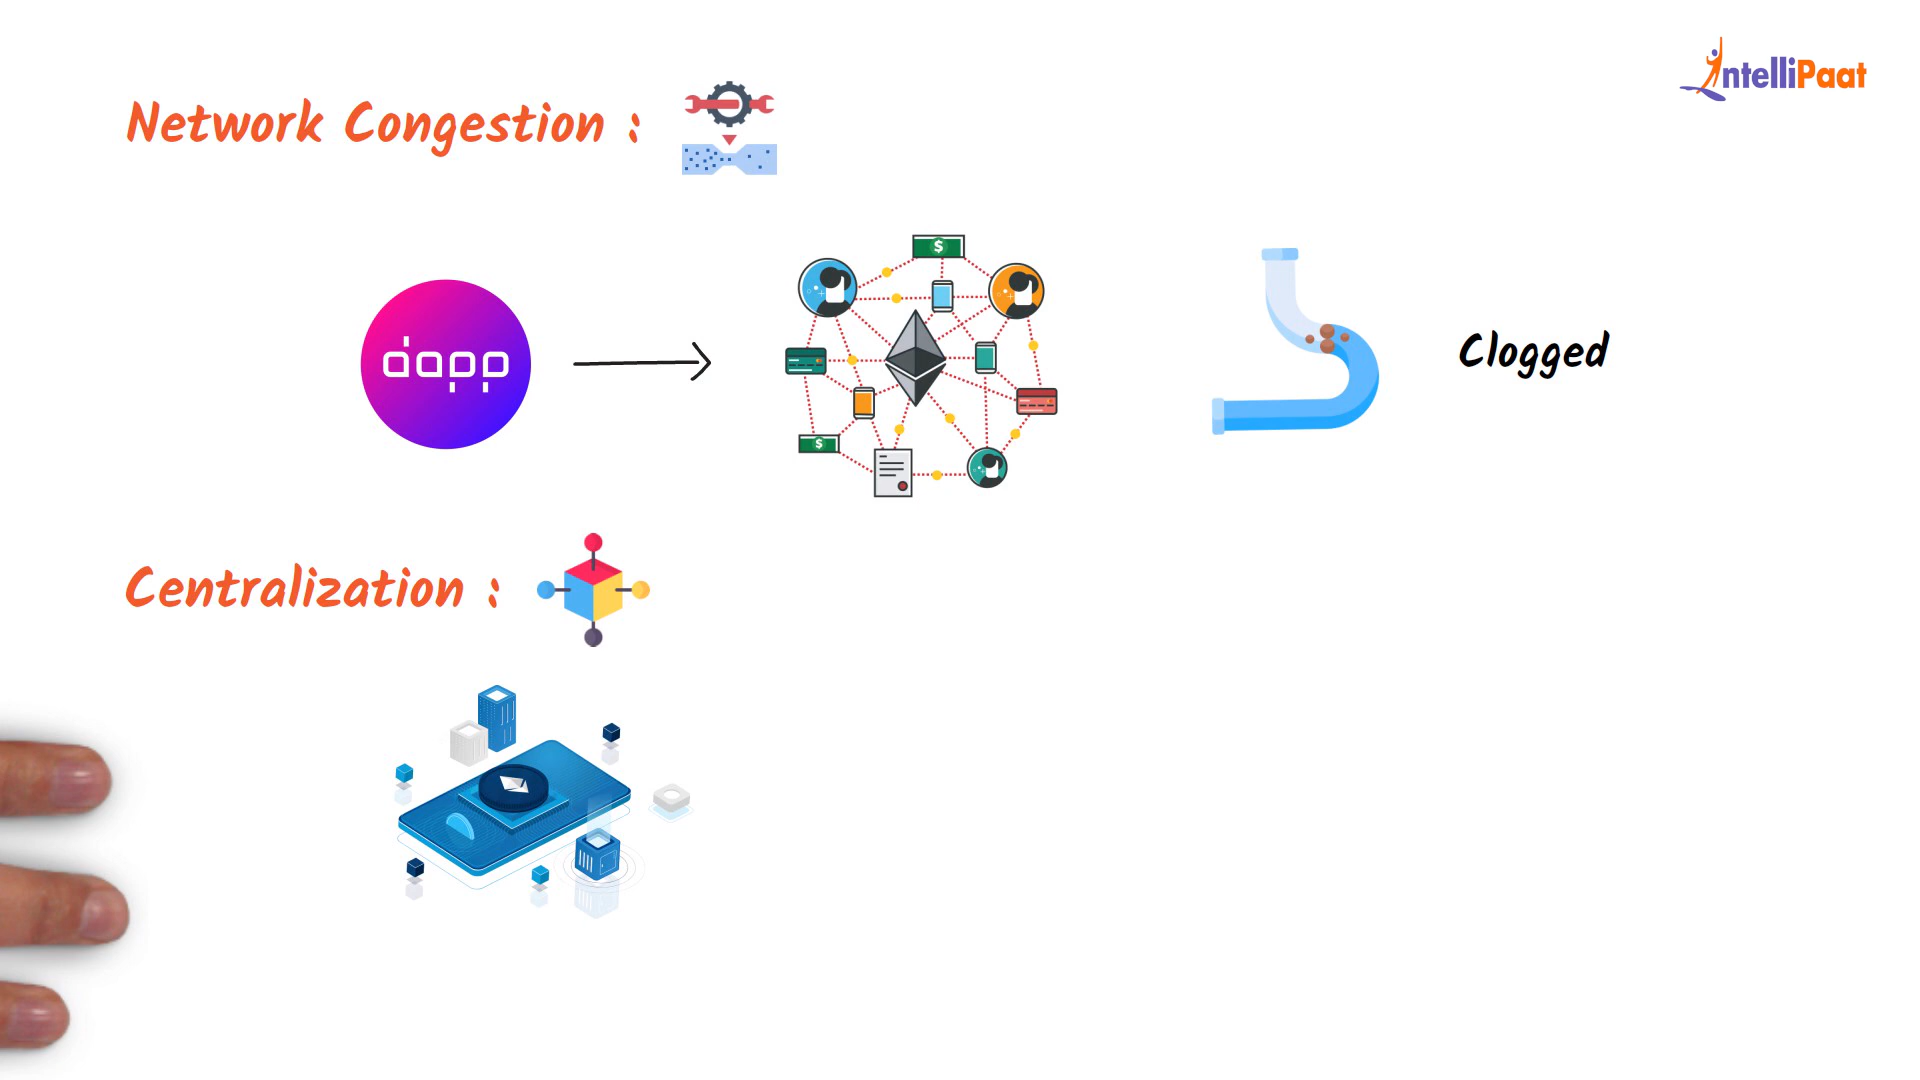 IntelliPaat
Network Congestion :
dapp
$
Clogged
$
Centralization :